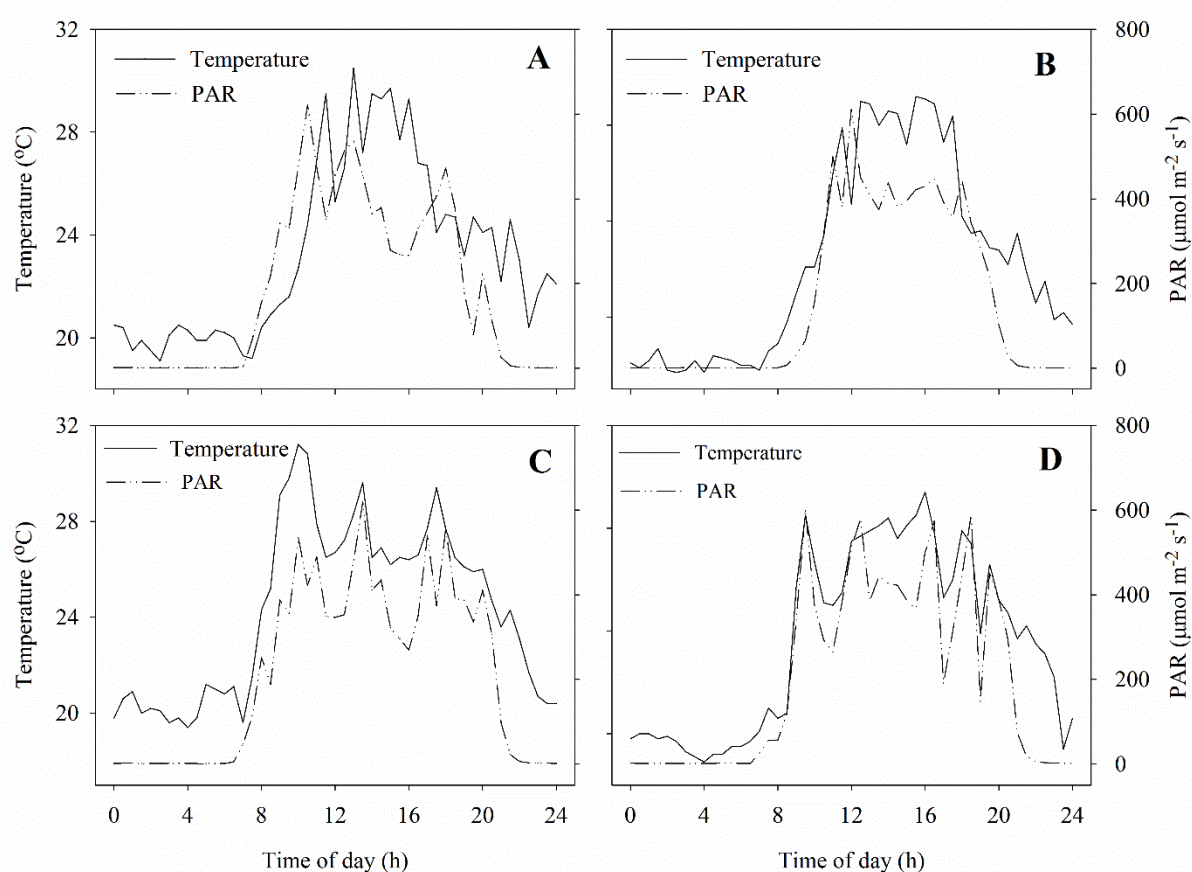 32
28
24
20
Temperature (°C)
Temperature
PAR
A
Temperature
PAR
B
800
600
400
200
0
PAR (µmol m⁻² s⁻¹)
32
28
24
20
Temperature (°C)
Temperature
PAR
C
Temperature
PAR
D
800
600
400
200
0
PAR (µmol m⁻² s⁻¹)
0 4 8 12 16 20 24
0 4 8 12 16 20 24
Time of day (h)
Time of day (h)